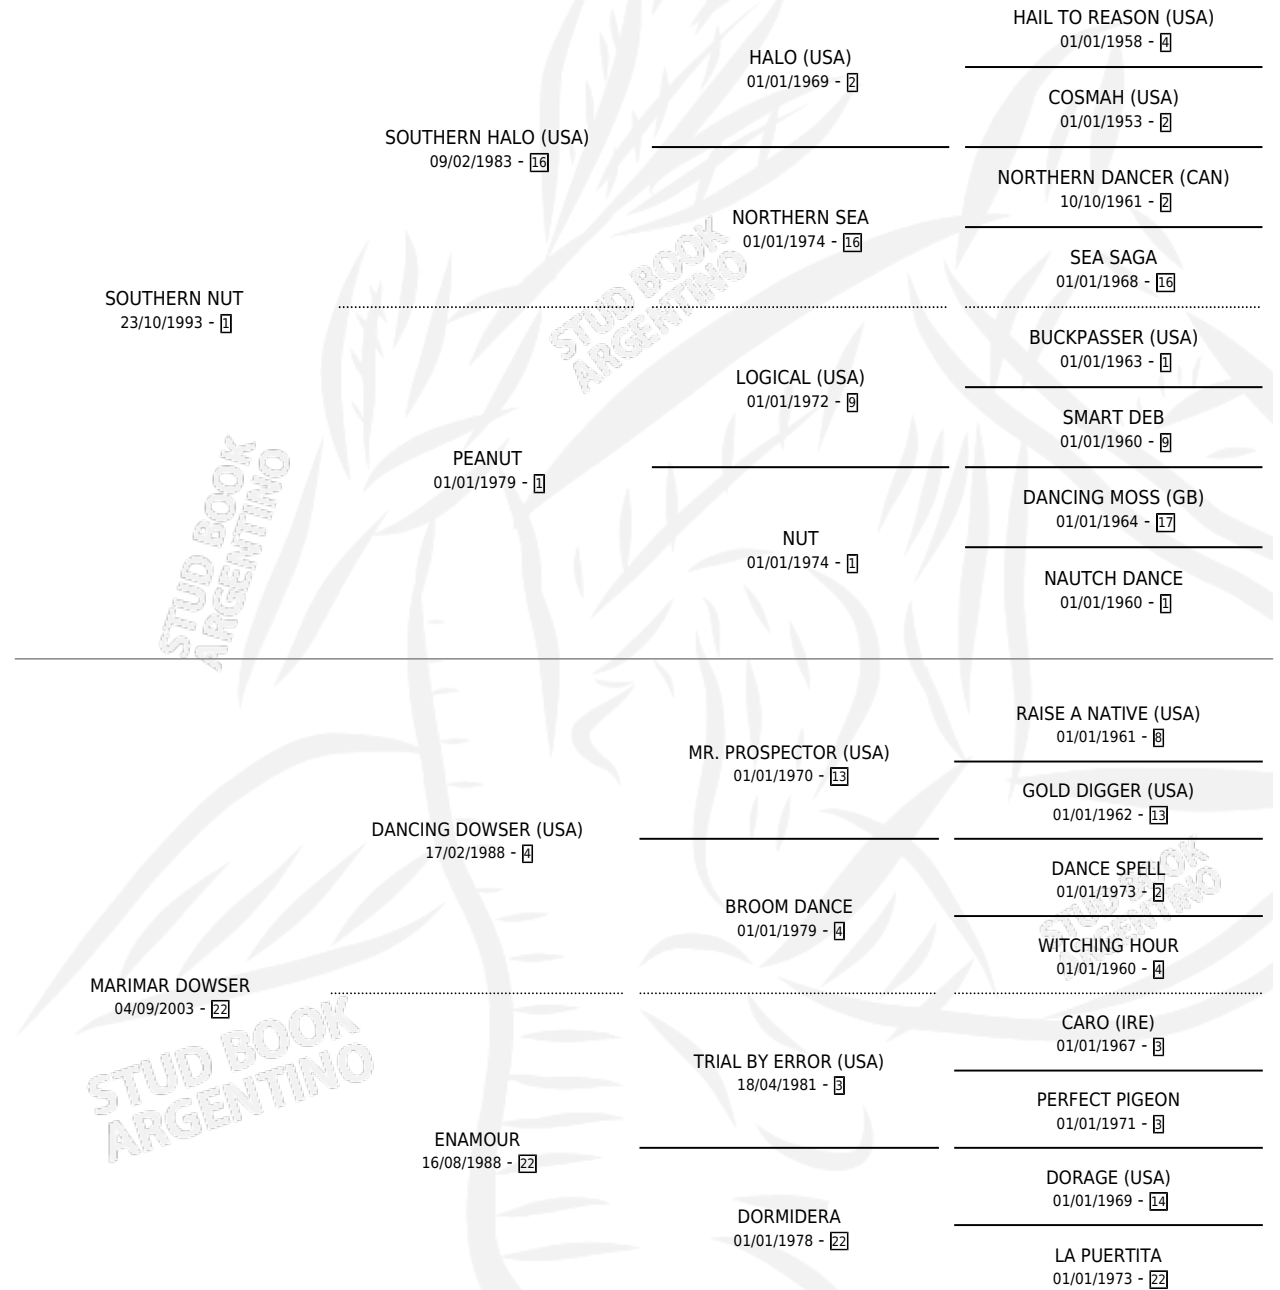 HAIL TO REASON (USA)
01/01/1958 - 4
HALO (USA)
01/01/1969 - 2
COSMAH (USA)
01/01/1953 - 2
SOUTHERN HALO (USA)
09/02/1983 - 16
NORTHERN DANCER (CAN)
10/10/1961 - 2
NORTHERN SEA
01/01/1974 - 16
SEA SAGA
01/01/1968 - 16
SOUTHERN NUT
23/10/1993 - 1
BUCKPASSER (USA)
01/01/1963 - 1
LOGICAL (USA)
01/01/1972 - 9
SMART DEB
01/01/1960 - 9
PEANUT
01/01/1979 - 1
DANCING MOSS (GB)
01/01/1964 - 17
NUT
01/01/1974 - 1
NAUTCH DANCE
01/01/1960 - 1
RAISE A NATIVE (USA)
01/01/1961 - 8
MR. PROSPECTOR (USA)
01/01/1970 - 13
GOLD DIGGER (USA)
01/01/1962 - 13
DANCING DOWSER (USA)
17/02/1988 - 4
DANCE SPELL
01/01/1973 - 2
BROOM DANCE
01/01/1979 - 4
WITCHING HOUR
01/01/1960 - 4
MARIMAR DOWSER
04/09/2003 - 22
CARO (IRE)
01/01/1967 - 3
TRIAL BY ERROR (USA)
18/04/1981 - 3
PERFECT PIGEON
01/01/1971 - 3
ENAMOUR
16/08/1988 - 22
DORAGE (USA)
01/01/1969 - 14
DORMIDERA
01/01/1978 - 22
LA PUERTITA
01/01/1973 - 22
STUD BOOK
ARGENTINO
STUD BOOK
ARGENTINO
STUD BOOK
ARGENTINO
STUD BOOK
ARGENTINO